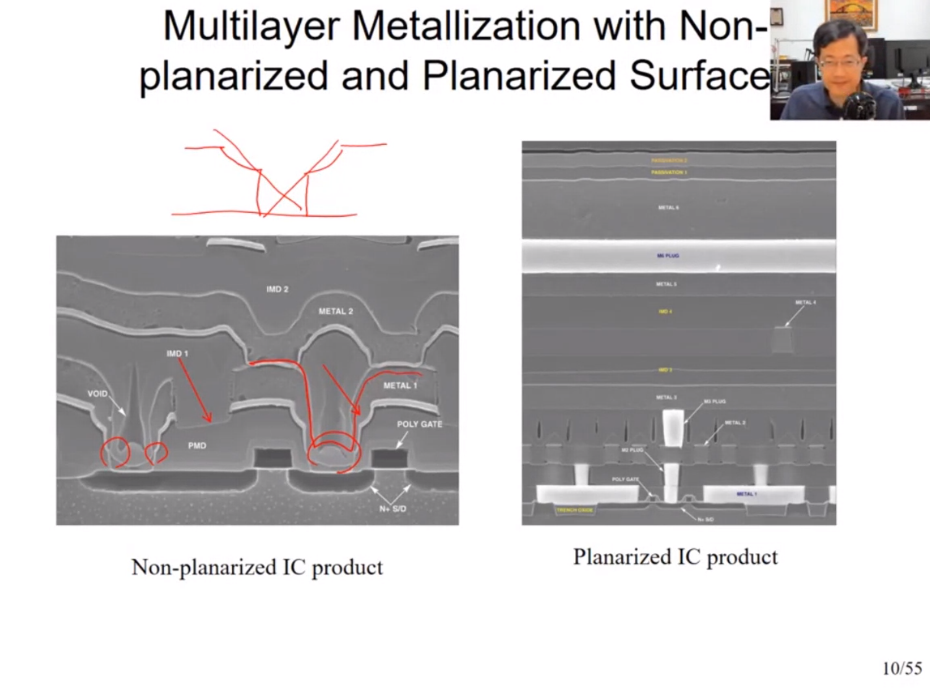 Multilayer Metallization with Non-
planarized and Planarized Surface
PASSIVATION 2
PASSIVATION 1
METAL 5
M5 PLUG
METAL 3
METAL 4
IMD 4
IMD 3
METAL 2
M3 PLUG
METAL 2
M2 PLUG
POLY GATE
METAL 1
TRENCH OXIDE
N+ S/D
IMD 2
METAL 2
IMD 1
METAL 1
VOID
POLY GATE
PMD
N+ S/D
Non-planarized IC product
Planarized IC product
10/55